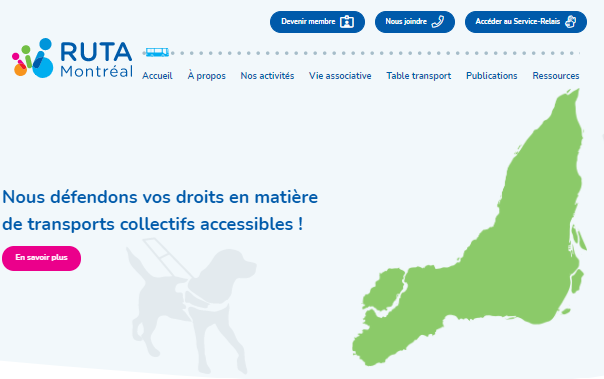 Devenir membre
Nous joindre
Accéder au Service-Relais
RUTA
Montréal
Accueil
À propos
Nos activités
Vie associative
Table transport
Publications
Ressources
Nous défendons vos droits en matière
de transports collectifs accessibles !
En savoir plus